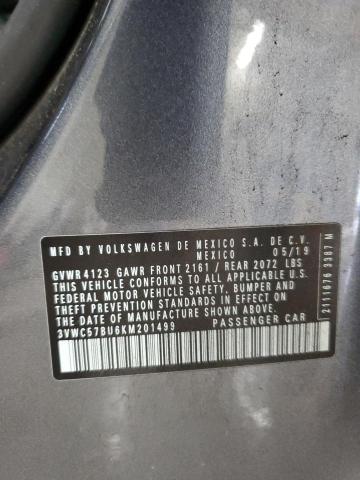 MFD BY VOLKSWAGEN DE MEXICO S.A. DE C.V.
MEXICO 05/19
GVWR 4123 GAWR FRONT 2161 / REAR 2072 LBS
THIS VEHICLE CONFORMS TO ALL APPLICABLE
FEDERAL MOTOR VEHICLE SAFETY, BUMPER AND
THEFT PREVENTION STANDARDS IN EFFECT ON
THE DATE OF MANUFACTURE SHOWN ABOVE.
3VWC57BU6KM201499 PASSENGER CAR